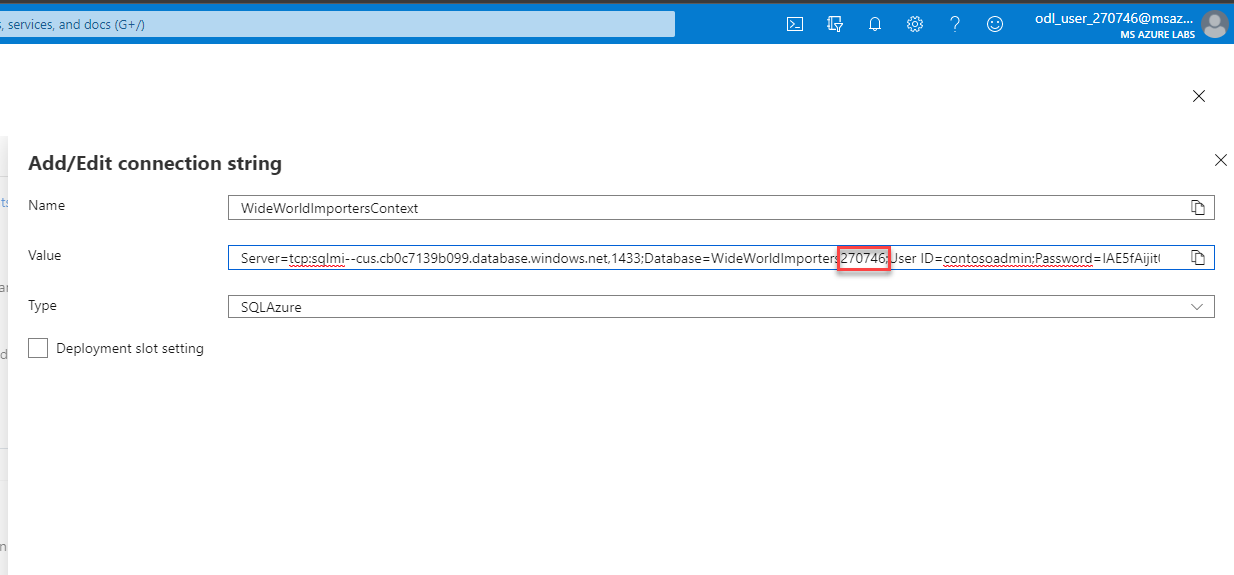 services, and docs (G+/)
odl_user_270746@msaz...
MS AZURE LABS
Add/Edit connection string
Name
WideWorldImportersContext
Value
Server=tcp:sqlmi--cus.cb0c7139b099.database.windows.net,1433;Database=WideWorldImporters270746;User ID=contosoadmin;Password=IAE5fAijit
Type
SQLAzure
Deployment slot setting